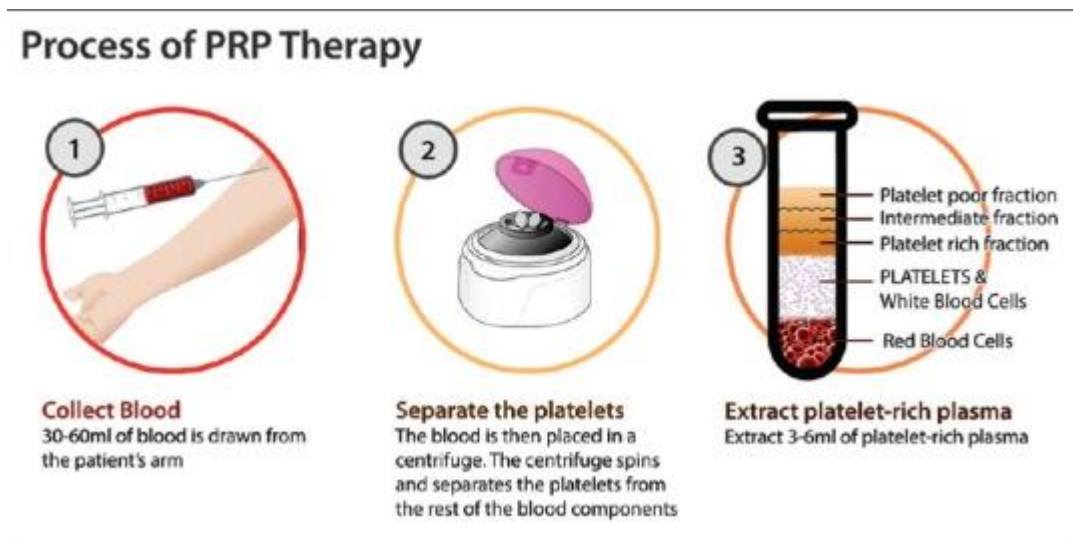 Process of PRP Therapy
1
Collect Blood
30-60ml of blood is drawn from
the patient's arm
2
Separate the platelets
The blood is then placed in a
centrifuge. The centrifuge spins
and separates the platelets from
the rest of the blood components
3
Platelet poor fraction
Intermediate fraction
Platelet rich fraction
PLATELETS &
White Blood Cells
Red Blood Cells
Extract platelet-rich plasma
Extract 3-6ml of platelet-rich plasma